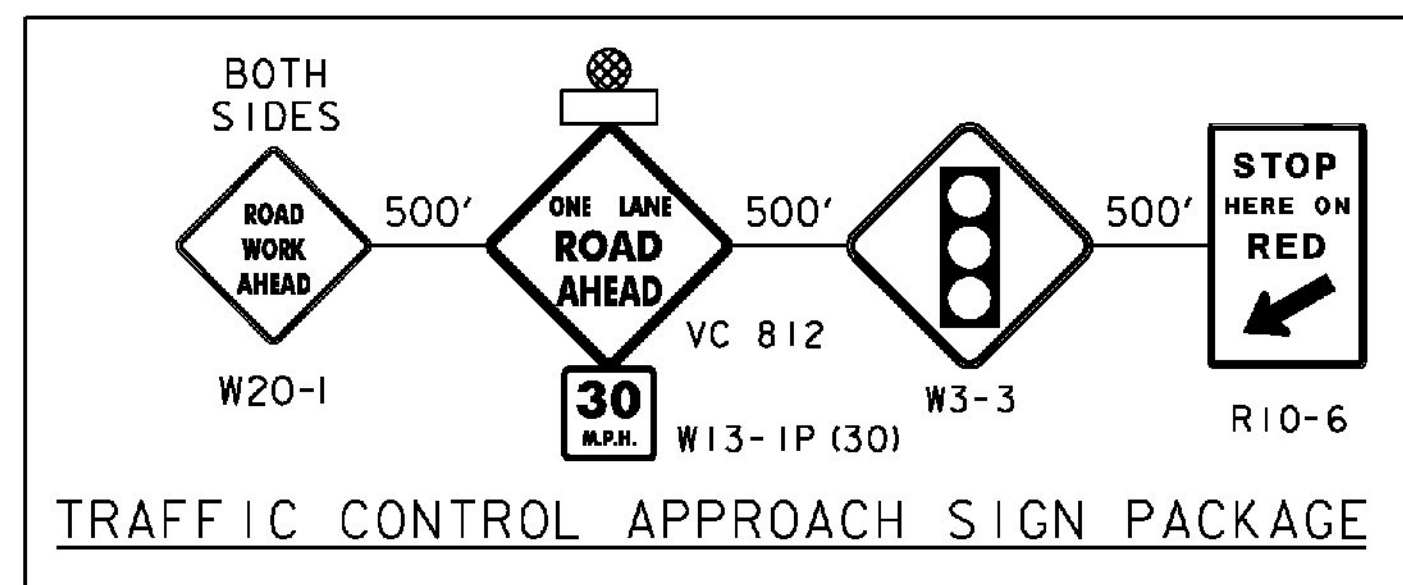 BOTH
SIDES
ROAD
WORK
AHEAD
W20-1
500'
ONE LANE
ROAD
AHEAD
VC 812
30
M.P.H.
W13-1P (30)
500'
W3-3
500'
STOP
HERE ON
RED
R10-6
TRAFFIC CONTROL APPROACH SIGN PACKAGE